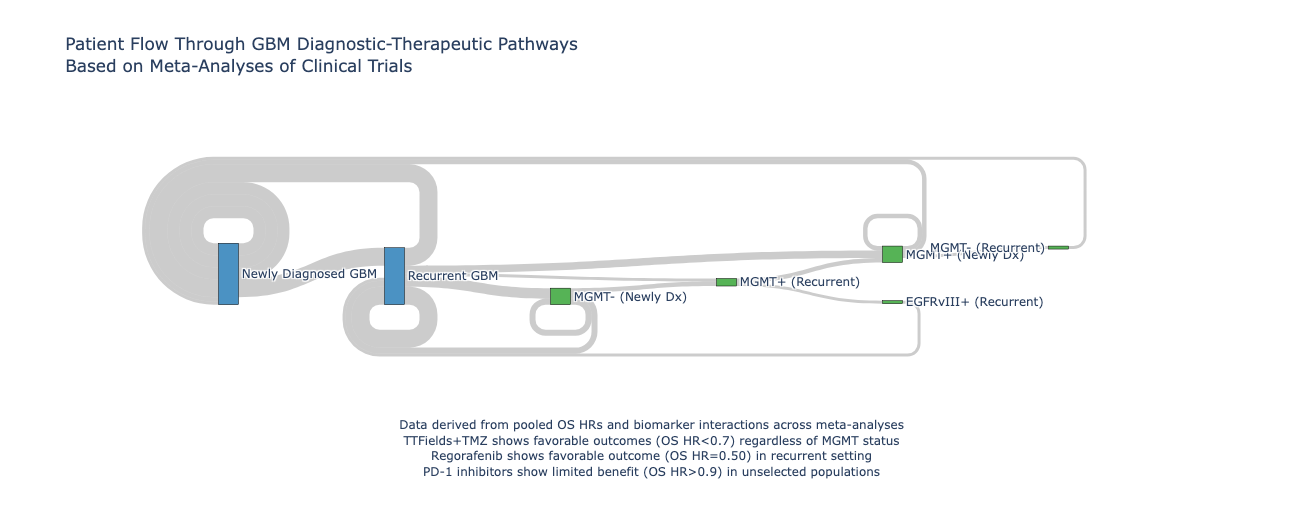 Patient Flow Through GBM Diagnostic-Therapeutic Pathways
Based on Meta-Analyses of Clinical Trials
MGMT- (Recurrent)
MGMT+ (Newly Dx)
Newly Diagnosed GBM
Recurrent GBM
MGMT+ (Recurrent)
MGMT- (Newly Dx)
EGFRvIII+ (Recurrent)
Data derived from pooled OS HRs and biomarker interactions across meta-analyses
TTFields+TMZ shows favorable outcomes (OS HR<0.7) regardless of MGMT status
Regorafenib shows favorable outcome (OS HR=0.50) in recurrent setting
PD-1 inhibitors show limited benefit (OS HR>0.9) in unselected populations